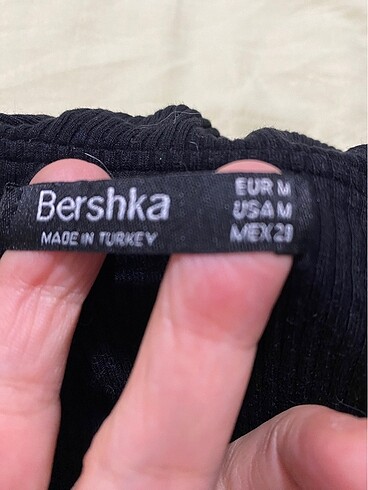 Bershka
MADE IN TURKEY
EUR M
USA M
MEX 28